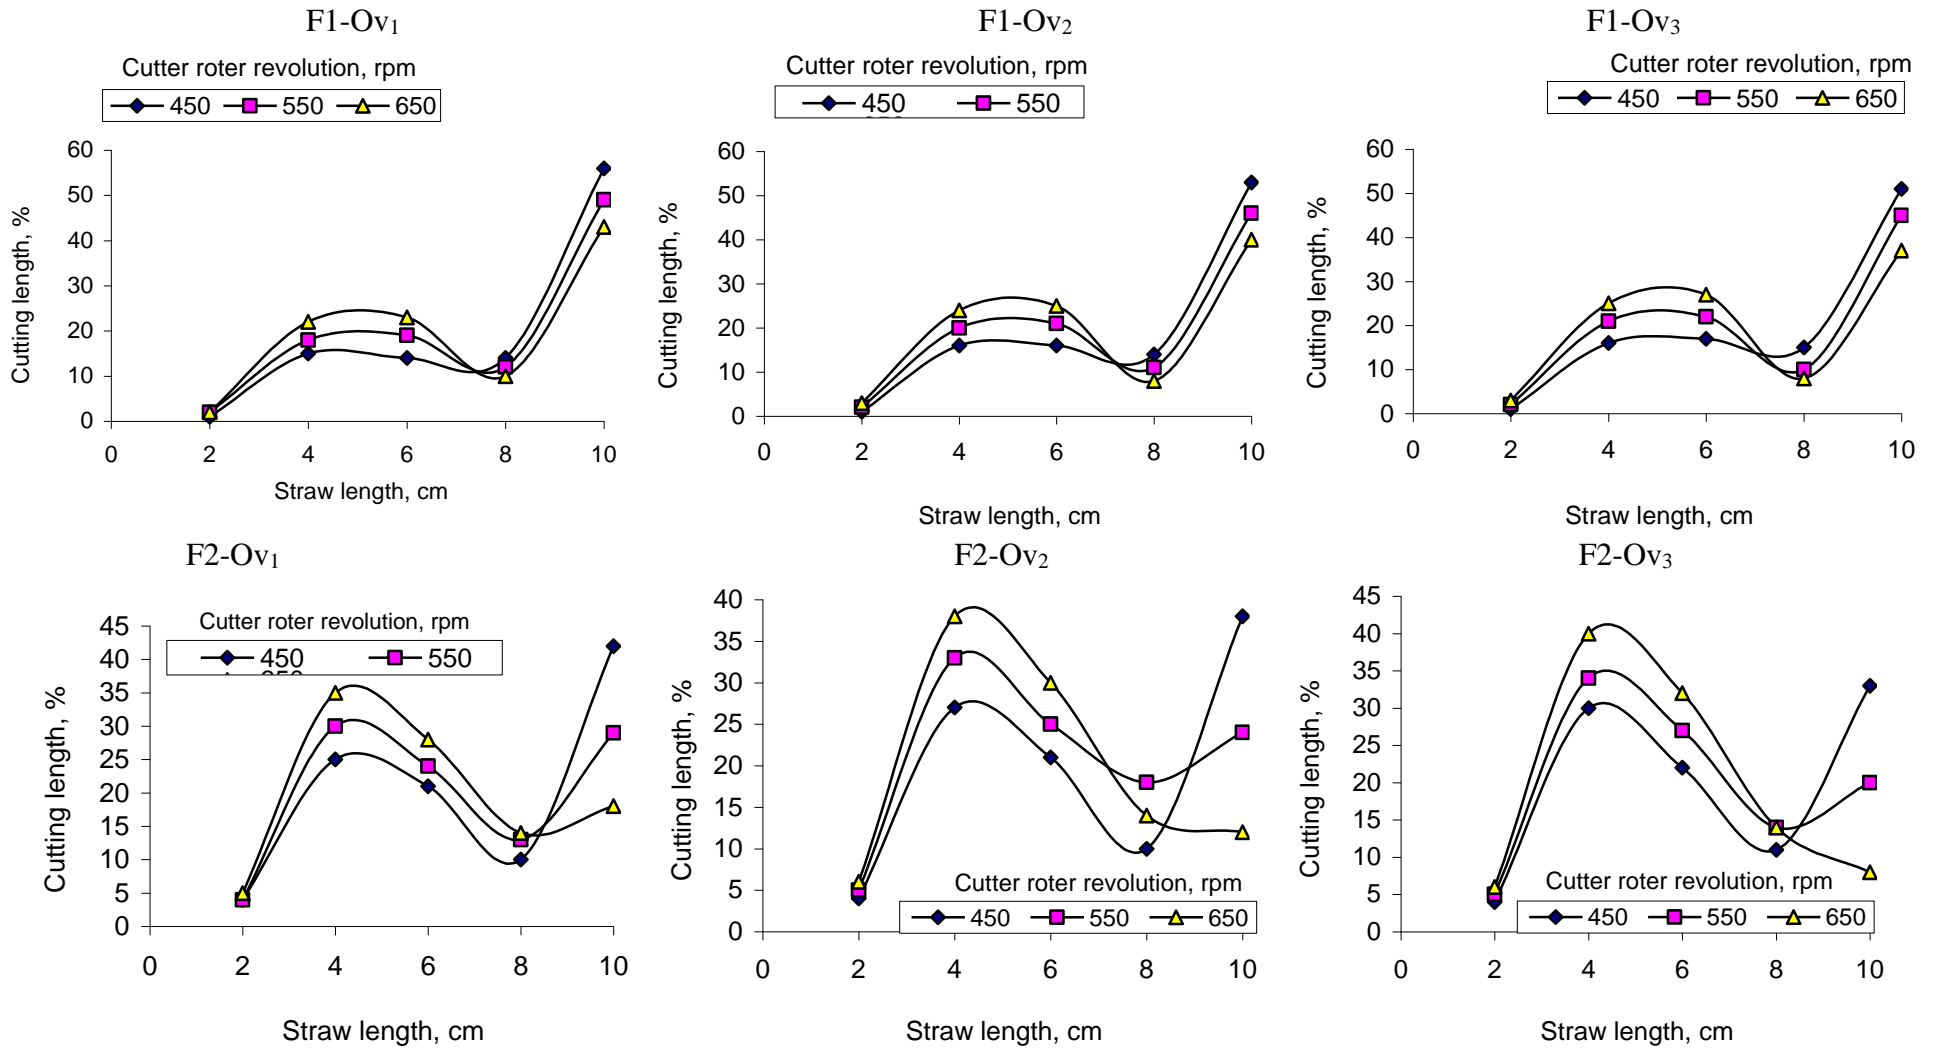 F1-Ov₁
Cutter roter revolution, rpm
450 550 650
60
50
40
30
20
10
0
Cutting length, %
0 2 4 6 8 10
Straw length, cm
F1-Ov₂
Cutter roter revolution, rpm
450 550
60
50
40
30
20
10
0
Cutting length, %
0 2 4 6 8 10
Straw length, cm
F1-Ov₃
Cutter roter revolution, rpm
450 550 650
60
50
40
30
20
10
0
Cutting length, %
0 2 4 6 8 10
Straw length, cm
F2-Ov₁
Cutter roter revolution, rpm
450 550
45
40
35
30
25
20
15
10
5
0
Cutting length, %
0 2 4 6 8 10
Straw length, cm
F2-Ov₂
40
35
30
25
20
15
10
5
0
Cutting length, %
Cutter roter revolution, rpm
450 550 650
0 2 4 6 8 10
Straw length, cm
F2-Ov₃
45
40
35
30
25
20
15
10
5
0
Cutting length, %
Cutter roter revolution, rpm
450 550 650
0 2 4 6 8 10
Straw length, cm